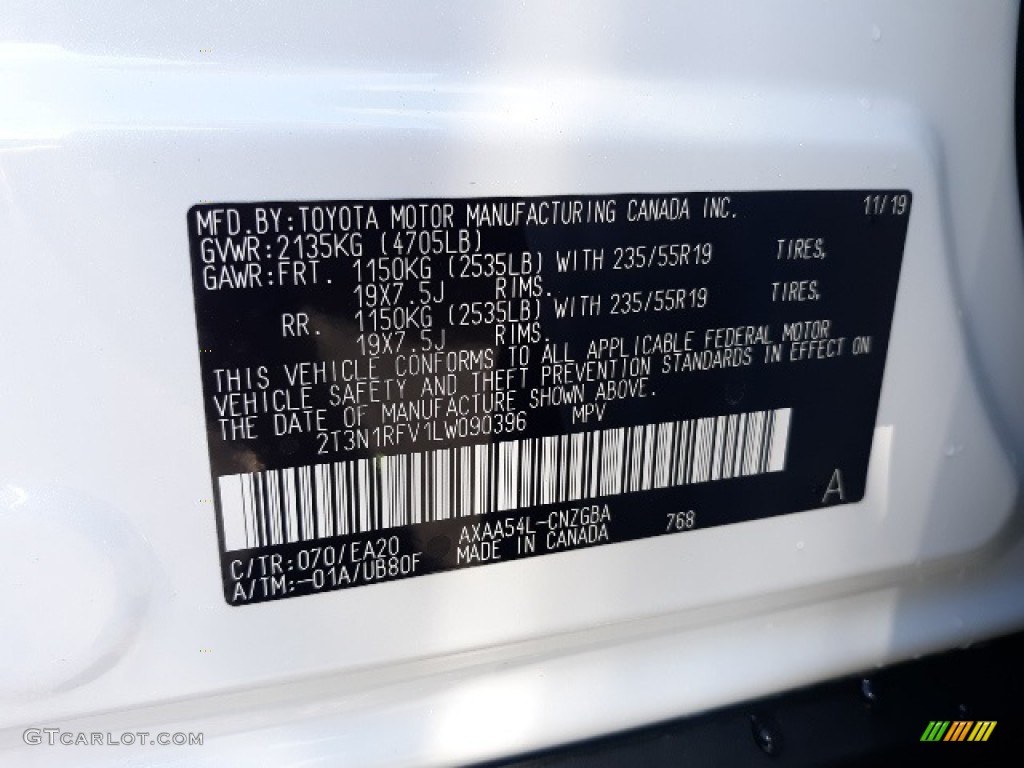 MFD.BY:TOYOTA MOTOR MANUFACTURING CANADA INC. 11/19
GVWR:2135KG (4705LB)
GAWR:FRT. 1150KG (2535LB) WITH 235/55R19 TIRES,
19X7.5J RIMS.
RR. 1150KG (2535LB) WITH 235/55R19 TIRES,
19X7.5J RIMS.
THIS VEHICLE CONFORMS TO ALL APPLICABLE FEDERAL MOTOR
VEHICLE SAFETY AND THEFT PREVENTION STANDARDS IN EFFECT ON
THE DATE OF MANUFACTURE SHOWN ABOVE.
2T3N1RFV1LW090396 MPV
A
C/TR:070/EA20 AXAA54L-CNZGBA 768
A/TM:-01A/UB80F MADE IN CANADA
GTCarlot.com